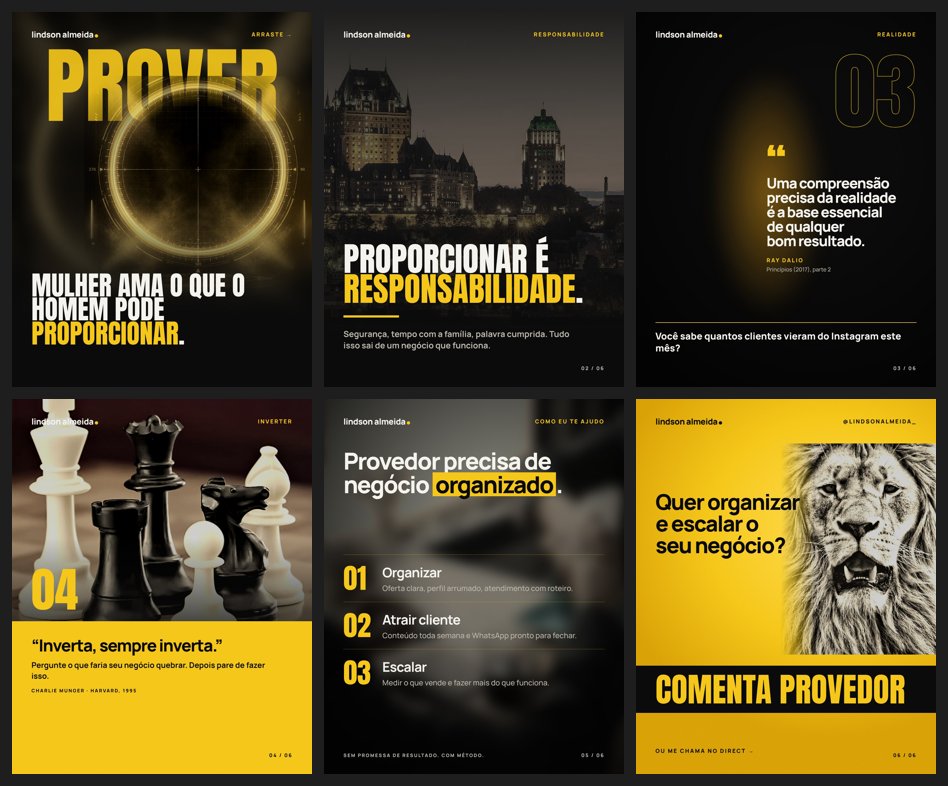 lindson almeida.
ARRASTE →
PROVER
MULHER AMA O QUE O
HOMEM PODE
PROPORCIONAR.
lindson almeida.
RESPONSABILIDADE
PROPORCIONAR É
RESPONSABILIDADE.
Segurança, tempo com a família, palavra cumprida. Tudo
isso sai de um negócio que funciona.
02 / 06
lindson almeida.
REALIDADE
03
“
Uma compreensão
precisa da realidade
é a base essencial
de qualquer
bom resultado.
RAY DALIO
Princípios (2017), parte 2
Você sabe quantos clientes vieram do Instagram este
mês?
03 / 06
lindson almeida.
INVERTER
04
“Inverta, sempre inverta.”
Pergunte o que faria seu negócio quebrar. Depois pare de fazer
isso.
CHARLIE MUNGER · HARVARD, 1995
04 / 06
lindson almeida.
COMO EU TE AJUDO
Provedor precisa de
negócio organizado.
01 Organizar
Oferta clara, perfil arrumado, atendimento com roteiro.
02 Atrair cliente
Conteúdo toda semana e WhatsApp pronto para fechar.
03 Escalar
Medir o que vende e fazer mais do que funciona.
SEM PROMESSA DE RESULTADO. COM MÉTODO.
05 / 06
lindson almeida.
@LINDSONALMEIDA_
Quer organizar
e escalar o
seu negócio?
COMENTA PROVEDOR
OU ME CHAMA NO DIRECT →
06 / 06